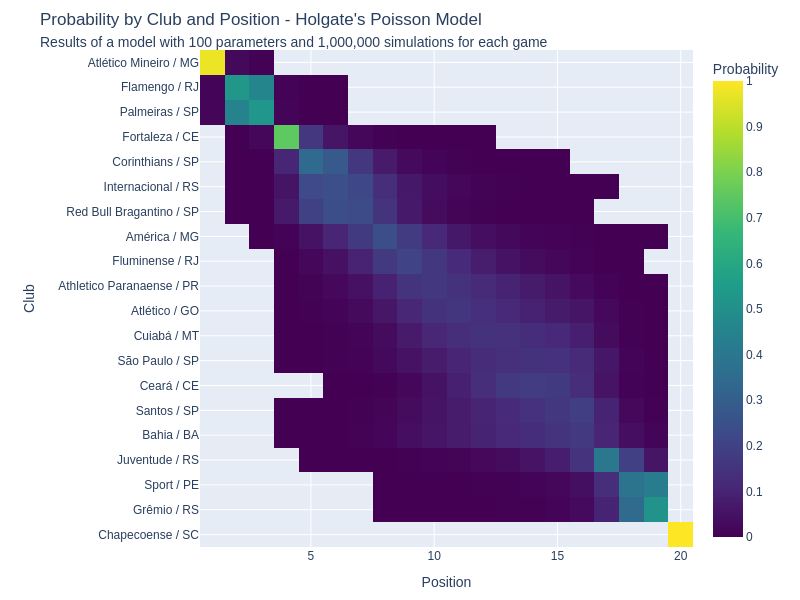 Probability by Club and Position - Holgate's Poisson Model
Results of a model with 100 parameters and 1,000,000 simulations for each game
Probability
Atlético Mineiro / MG
Flamengo / RJ
Palmeiras / SP
Fortaleza / CE
Corinthians / SP
Internacional / RS
Red Bull Bragantino / SP
América / MG
Fluminense / RJ
Athletico Paranaense / PR
Atlético / GO
Cuiabá / MT
São Paulo / SP
Ceará / CE
Santos / SP
Bahia / BA
Juventude / RS
Sport / PE
Grêmio / RS
Chapecoense / SC
Club
5
10
15
20
Position
1
0.9
0.8
0.7
0.6
0.5
0.4
0.3
0.2
0.1
0